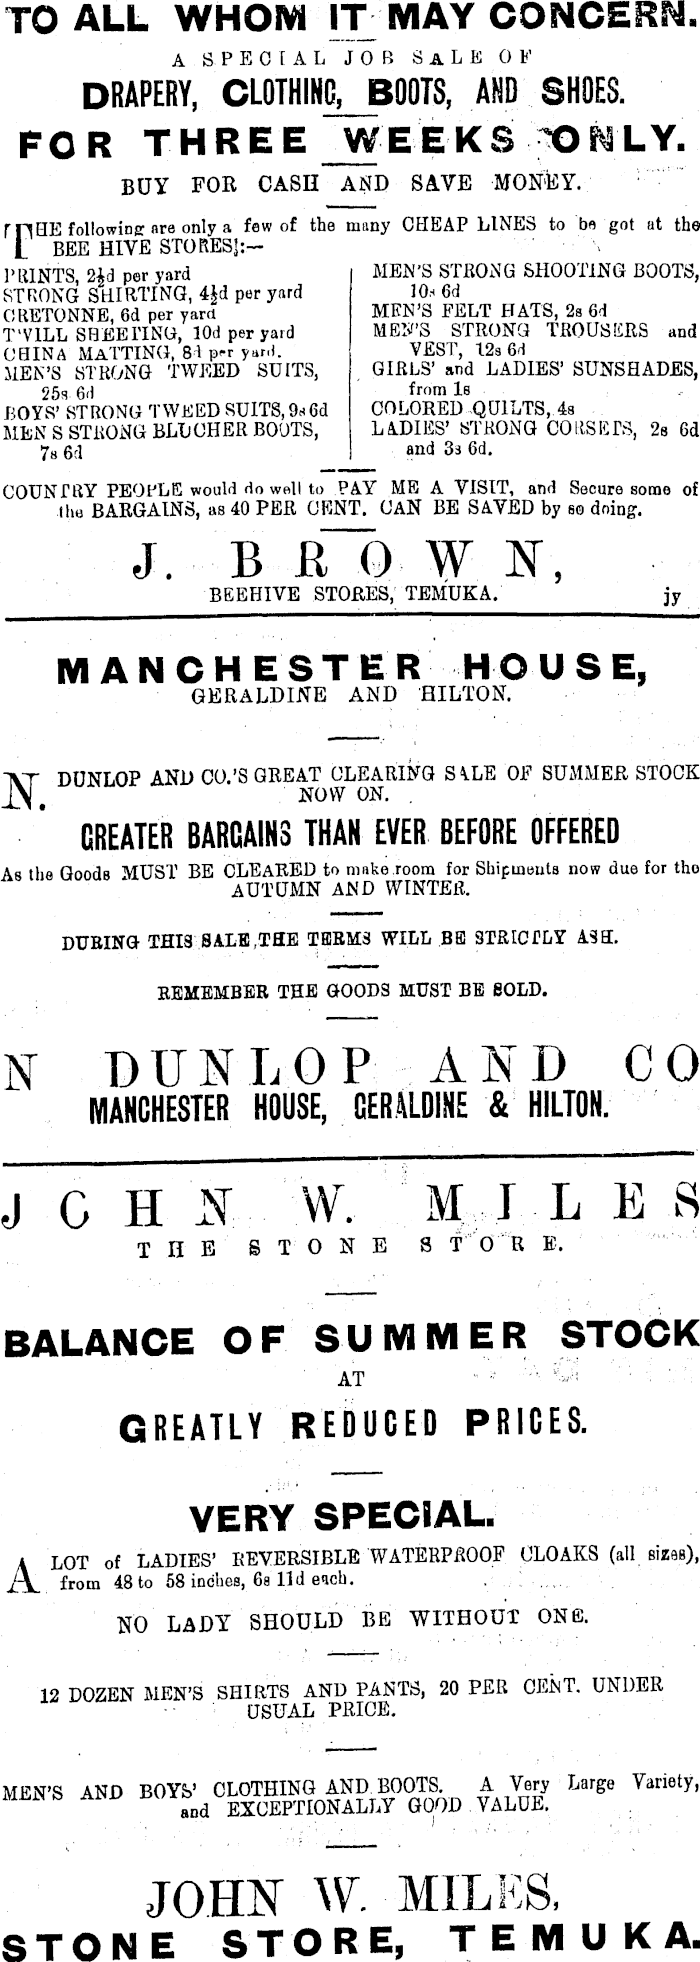 TO ALL WHOM IT MAY CONCERN.
A SPECIAL JOB SALE OF
DRAPERY, CLOTHING, BOOTS, AND SHOES.
FOR THREE WEEKS ONLY.
BUY FOR CASH AND SAVE MONEY.
THE following are only a few of the many CHEAP LINES to be got at the
BEE HIVE STORES:—
PRINTS, 2½d per yard
STRONG SHIRTING, 4½d per yard
CRETONNE, 6d per yard
TWILL SHEETING, 10d per yard
CHINA MATTING, 8d per yard.
MEN'S STRONG TWEED SUITS,
25s 6d
BOYS' STRONG TWEED SUITS, 9s 6d
MEN S STRONG BLUCHER BOOTS,
7s 6d
MEN'S STRONG SHOOTING BOOTS,
10s 6d
MEN'S FELT HATS, 2s 6d
MEN'S STRONG TROUSERS and
VEST, 12s 6d
GIRLS' and LADIES' SUNSHADES,
from 1s
COLORED QUILTS, 4s
LADIES' STRONG CORSETS, 2s 6d
and 3s 6d.
COUNTRY PEOPLE would do well to PAY ME A VISIT, and Secure some of
the BARGAINS, as 40 PER CENT. CAN BE SAVED by so doing.
J. BROWN,
BEEHIVE STORES, TEMUKA. jy
MANCHESTER HOUSE,
GERALDINE AND HILTON.
N. DUNLOP AND CO.'S GREAT CLEARING SALE OF SUMMER STOCK
NOW ON.
GREATER BARGAINS THAN EVER BEFORE OFFERED
As the Goods MUST BE CLEARED to make room for Shipments now due for the
AUTUMN AND WINTER.
DURING THIS SALE, THE TERMS WILL BE STRICTLY ASH.
REMEMBER THE GOODS MUST BE SOLD.
N DUNLOP AND CO
MANCHESTER HOUSE, GERALDINE & HILTON.
JOHN W. MILES
THE STONE STORE.
BALANCE OF SUMMER STOCK
AT
GREATLY REDUCED PRICES.
VERY SPECIAL.
A LOT of LADIES' REVERSIBLE WATERPROOF CLOAKS (all sizes),
from 48 to 58 inches, 6s 11d each.
NO LADY SHOULD BE WITHOUT ONE.
12 DOZEN MEN'S SHIRTS AND PANTS, 20 PER CENT. UNDER
USUAL PRICE.
MEN'S AND BOYS' CLOTHING AND BOOTS. A Very Large Variety,
and EXCEPTIONALLY GOOD VALUE.
JOHN W. MILES,
STONE STORE, TEMUKA.